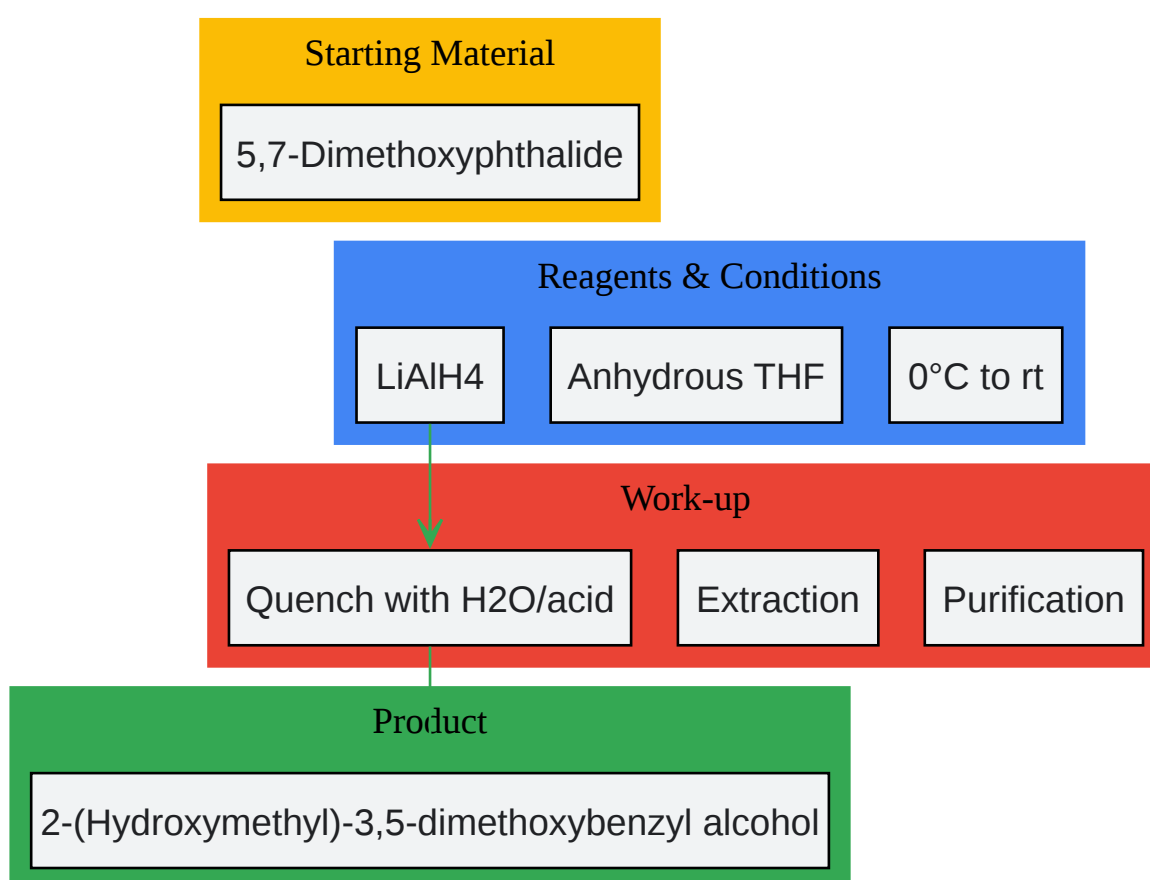 Starting Material
5,7-Dimethoxyphthalide
Reagents & Conditions
LiAlH4
Anhydrous THF
0°C to rt
Work-up
Quench with H2O/acid
Extraction
Purification
Product
2-(Hydroxymethyl)-3,5-dimethoxybenzyl alcohol